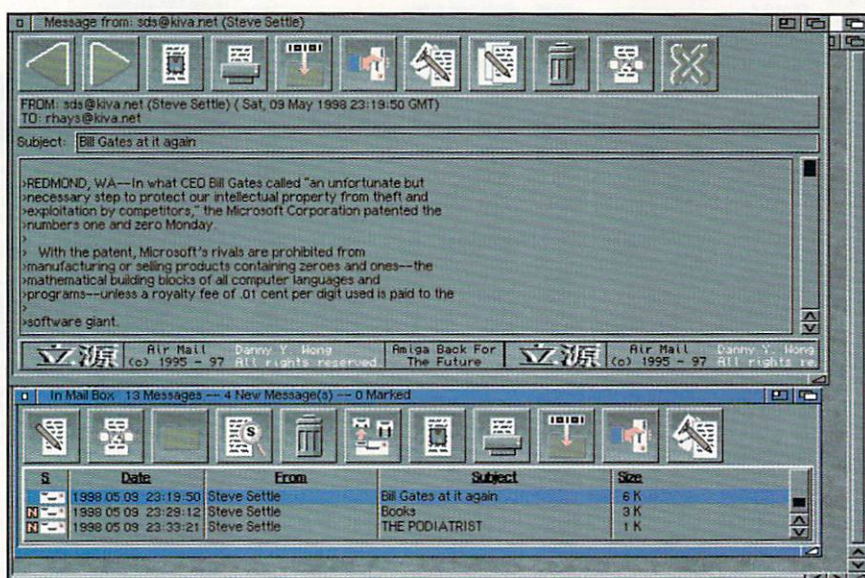 Message from: sds@kiva.net (Steve Settle)
FROM: sds@kiva.net (Steve Settle) ( Sat, 09 May 1998 23:19:50 GMT)
TO: rhays@kiva.net
Subject: Bill Gates at it again
>REDMOND, WA--In what CEO Bill Gates called "an unfortunate but
>necessary step to protect our intellectual property from theft and
>exploitation by competitors," the Microsoft Corporation patented the
>numbers one and zero Monday.
>
>   With the patent, Microsoft's rivals are prohibited from
>manufacturing or selling products containing zeroes and ones--the
>mathematical building blocks of all computer languages and
>programs--unless a royalty fee of .01 cent per digit used is paid to the
>
>software giant.
立源 Air Mail Danny Y. Wong Amiga Back For 立源 Air Mail Danny Y. Wong
(c) 1995 - 97 All rights reserved The Future (c) 1995 - 97 All rights re
In Mail Box 13 Messages -- 4 New Message(s) -- 0 Marked
S Date From Subject Size
1998 05 09 23:19:50 Steve Settle Bill Gates at it again 6 K
N 1998 05 09 23:29:12 Steve Settle Books 3 K
N 1998 05 09 23:33:21 Steve Settle THE PODIATRIST 1 K